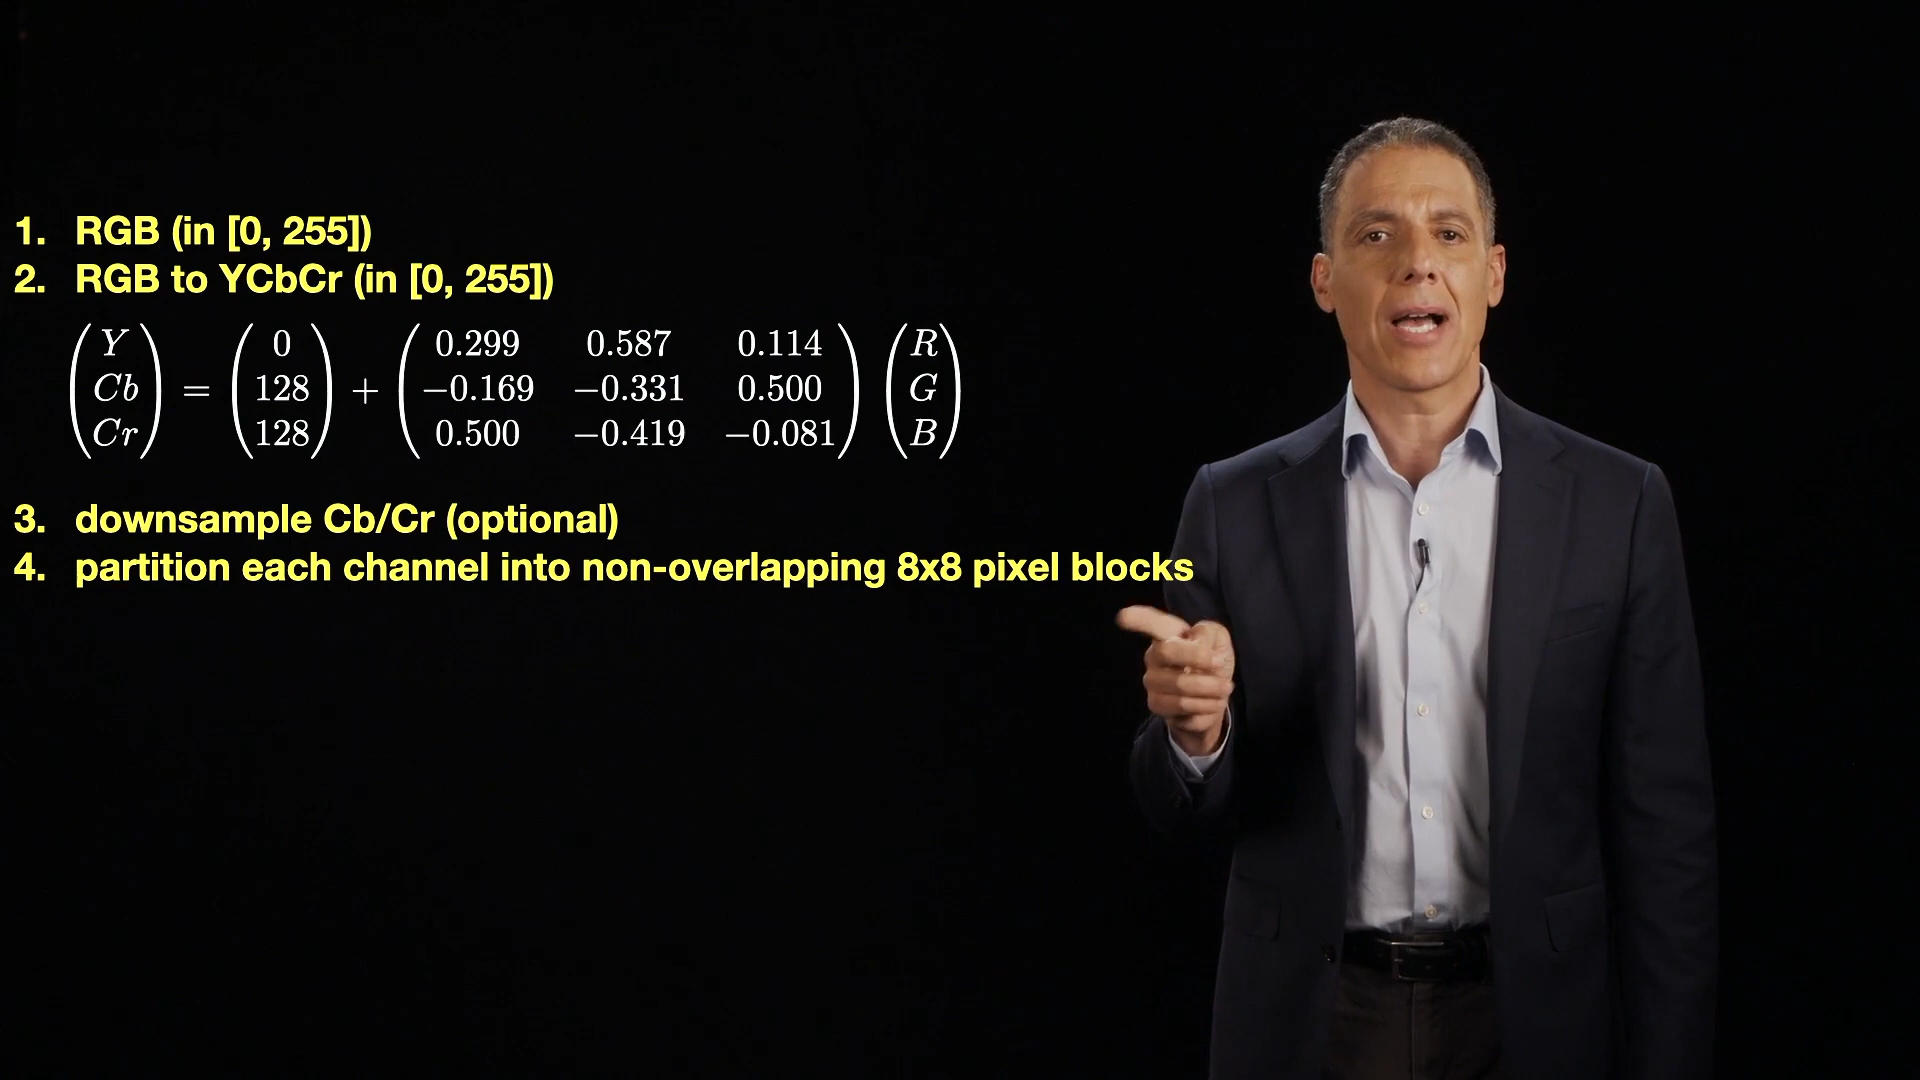 1. RGB (in [0, 255])
2. RGB to YCbCr (in [0, 255])
Y 0 0.299 0.587 0.114 R
Cb = 128 + −0.169 −0.331 0.500 G
Cr 128 0.500 −0.419 −0.081 B
3. downsample Cb/Cr (optional)
4. partition each channel into non-overlapping 8x8 pixel blocks